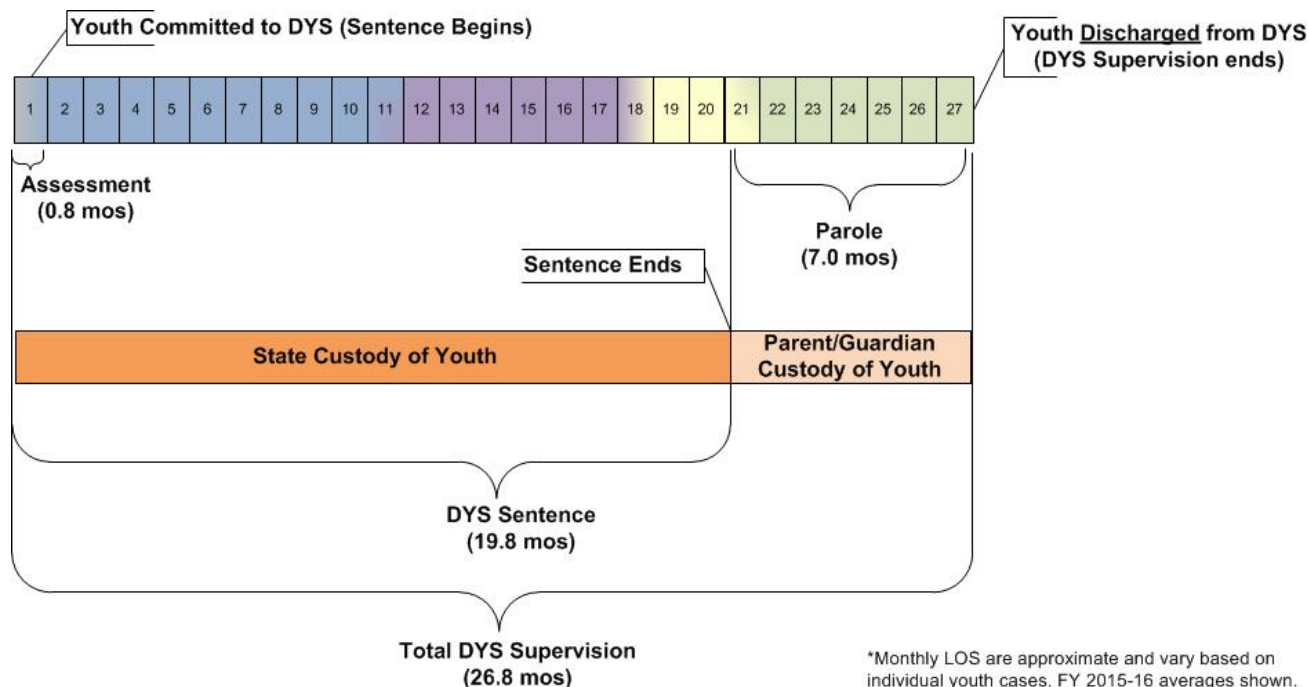 Youth Committed to DYS (Sentence Begins)
Youth Discharged from DYS
(DYS Supervision ends)
1 2 3 4 5 6 7 8 9 10 11 12 13 14 15 16 17 18 19 20 21 22 23 24 25 26 27
Assessment
(0.8 mos)
Parole
(7.0 mos)
Sentence Ends
State Custody of Youth
Parent/Guardian
Custody of Youth
DYS Sentence
(19.8 mos)
Total DYS Supervision
(26.8 mos)
*Monthly LOS are approximate and vary based on
individual youth cases. FY 2015-16 averages shown.